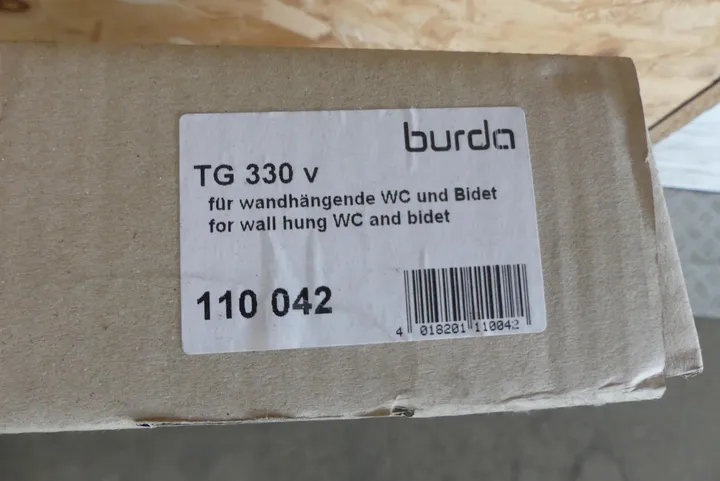 burda
TG 330 v
für wandhängende WC und Bidet
for wall hung WC and bidet
110 042
4 018201 110042